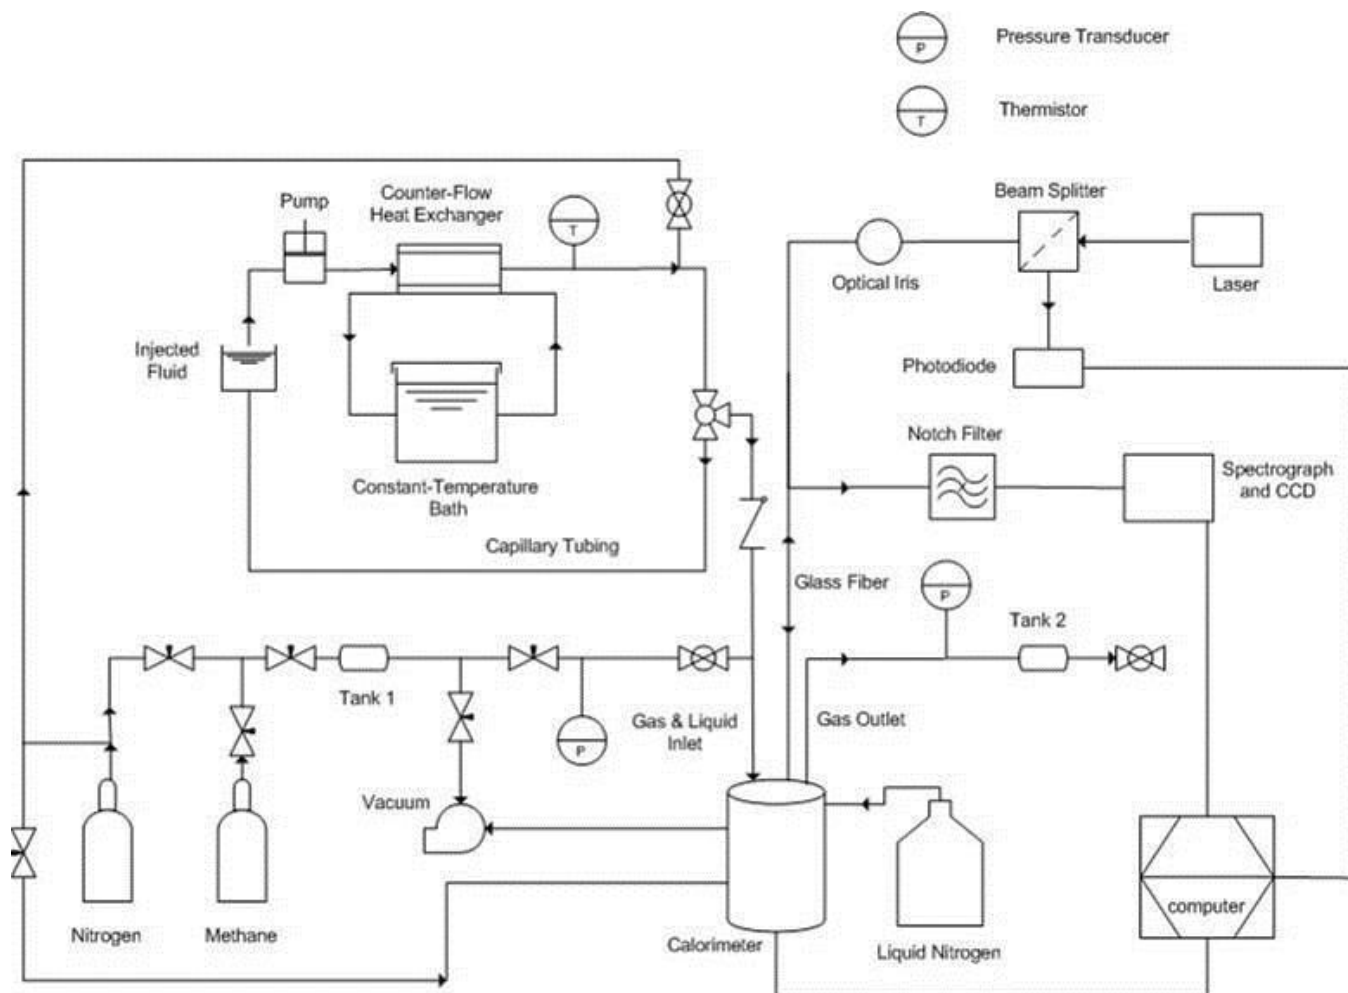 P
Pressure Transducer
T
Thermistor
Pump
Counter-Flow
Heat Exchanger
T
Beam Splitter
Optical Iris
Laser
Injected
Fluid
Photodiode
Notch Filter
Spectrograph
and CCD
Constant-Temperature
Bath
Capillary Tubing
Glass Fiber
P
Tank 2
Tank 1
P
Gas & Liquid
Inlet
Gas Outlet
Vacuum
Nitrogen
Methane
Calorimeter
Liquid Nitrogen
computer